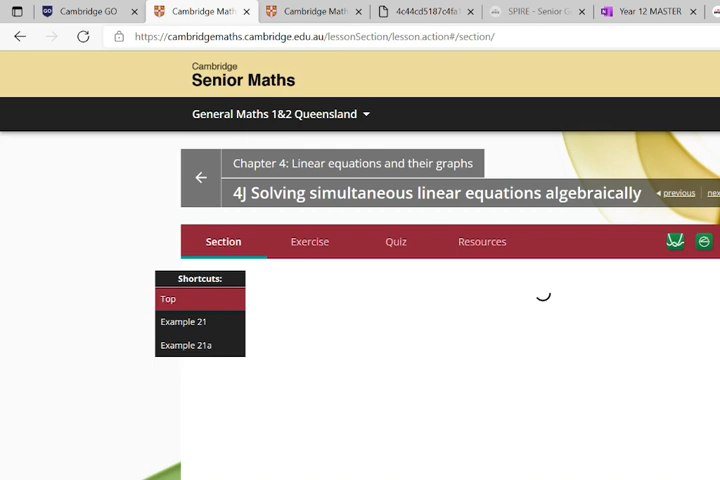 Cambridge GO
Cambridge Math
Cambridge Math
4c44cd5187c4fa
SPIRE - Senior G
Year 12 MASTER
https://cambridgemaths.cambridge.edu.au/lessonSection/lesson.action#/section/
Cambridge
Senior Maths
General Maths 1&2 Queensland
Chapter 4: Linear equations and their graphs
4J Solving simultaneous linear equations algebraically
previous
nex
Section
Exercise
Quiz
Resources
Shortcuts:
Top
Example 21
Example 21a